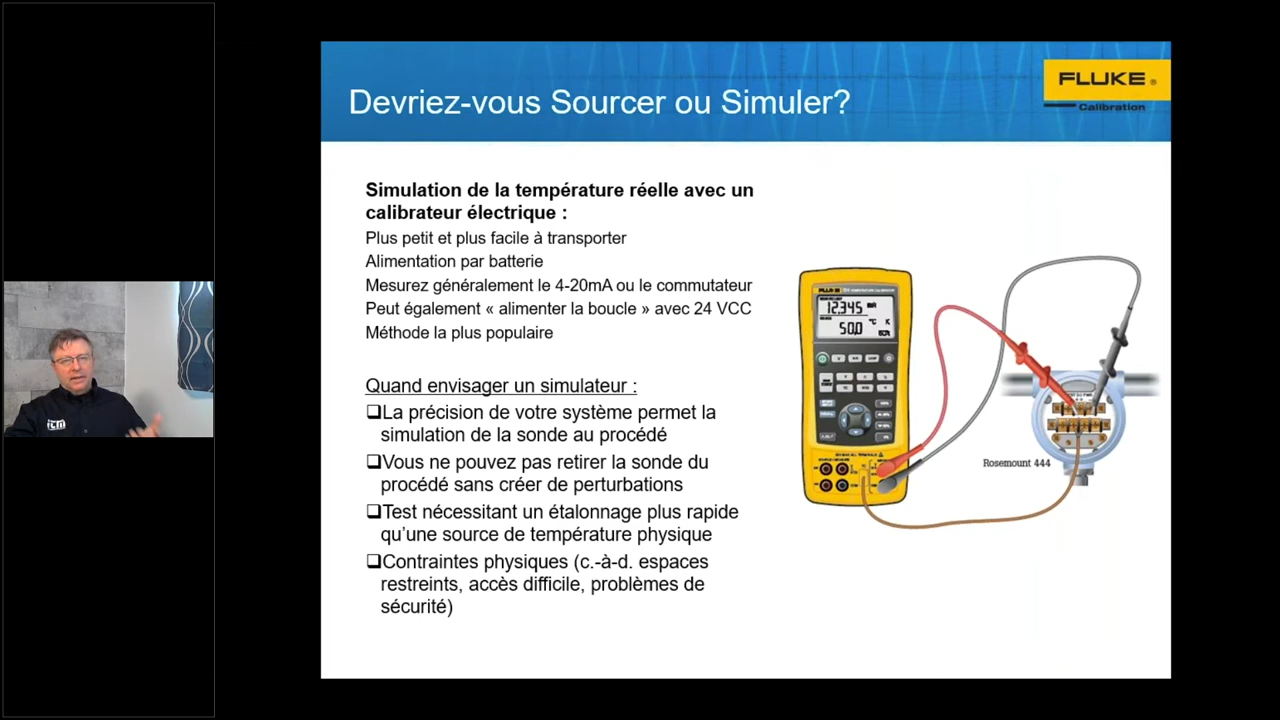 Devriez-vous Sourcer ou Simuler?
FLUKE®
Calibration
Simulation de la température réelle avec un
calibrateur électrique :
Plus petit et plus facile à transporter
Alimentation par batterie
Mesurez généralement le 4-20mA ou le commutateur
Peut également « alimenter la boucle » avec 24 VCC
Méthode la plus populaire
Quand envisager un simulateur :
❑La précision de votre système permet la
simulation de la sonde au procédé
❑Vous ne pouvez pas retirer la sonde du
procédé sans créer de perturbations
❑Test nécessitant un étalonnage plus rapide
qu’une source de température physique
❑Contraintes physiques (c.-à-d. espaces
restreints, accès difficile, problèmes de
sécurité)
FLUKE
12.345 mA
50.0 °C K
Rosemount 444
itm